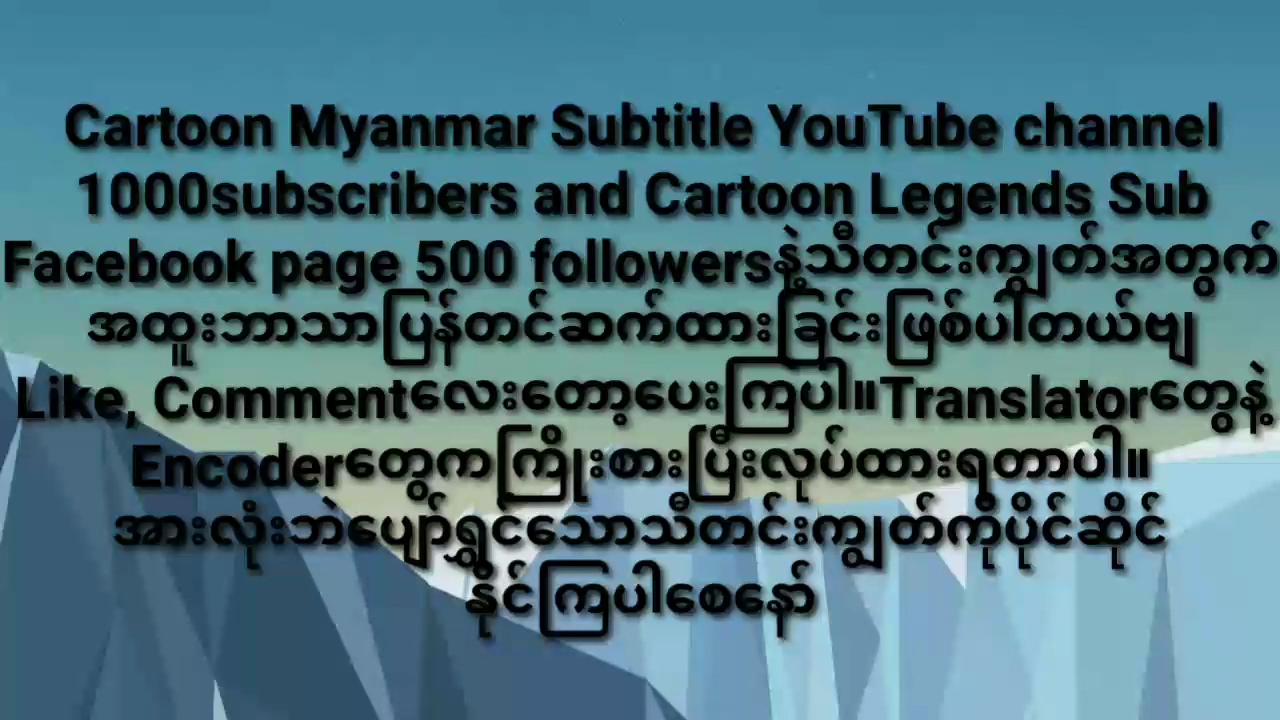 Cartoon Myanmar Subtitle YouTube channel
1000subscribers and Cartoon Legends Sub
Facebook page 500 followersနဲ့သီတင်းကျွတ်အတွက်
အထူးဘာသာပြန်တင်ဆက်ထားခြင်းဖြစ်ပါတယ်ဗျ
Like, Commentလေးတော့ပေးကြပါ။Translatorတွေနဲ့
Encoderတွေကကြိုးစားပြီးလုပ်ထားရတာပါ။
အားလုံးဘဲပျော်ရွှင်သောသီတင်းကျွတ်ကိုပိုင်ဆိုင်
နိုင်ကြပါစေနော်